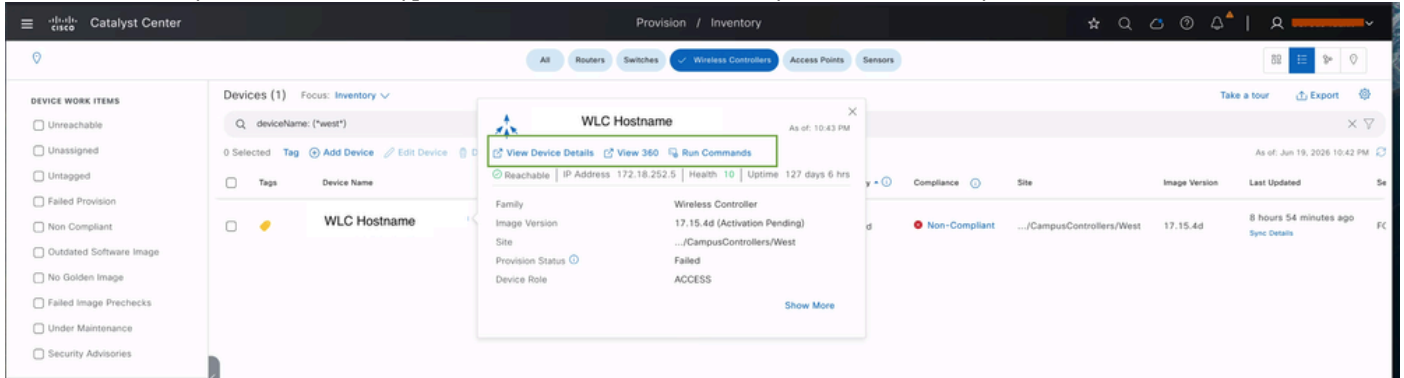 cisco Catalyst Center
Provision / Inventory
All Routers Switches Wireless Controllers Access Points Sensors
DEVICE WORK ITEMS
Unreachable
Unassigned
Untagged
Failed Provision
Non Compliant
Outdated Software Image
No Golden Image
Failed Image Prechecks
Under Maintenance
Security Advisories
Devices (1) Focus: Inventory
Take a tour Export
deviceName: (*west*)
0 Selected Tag Add Device Edit Device D
As of: Jun 19, 2026 10:42 PM
Tags Device Name y Compliance Site Image Version Last Updated Se
WLC Hostname d Non-Compliant .../CampusControllers/West 17.15.4d 8 hours 54 minutes ago FC
Sync Details
WLC Hostname
As of: 10:43 PM
View Device Details View 360 Run Commands
Reachable IP Address 172.18.252.5 Health 10 Uptime 127 days 6 hrs
Family Wireless Controller
Image Version 17.15.4d (Activation Pending)
Site .../CampusControllers/West
Provision Status Failed
Device Role ACCESS
Show More